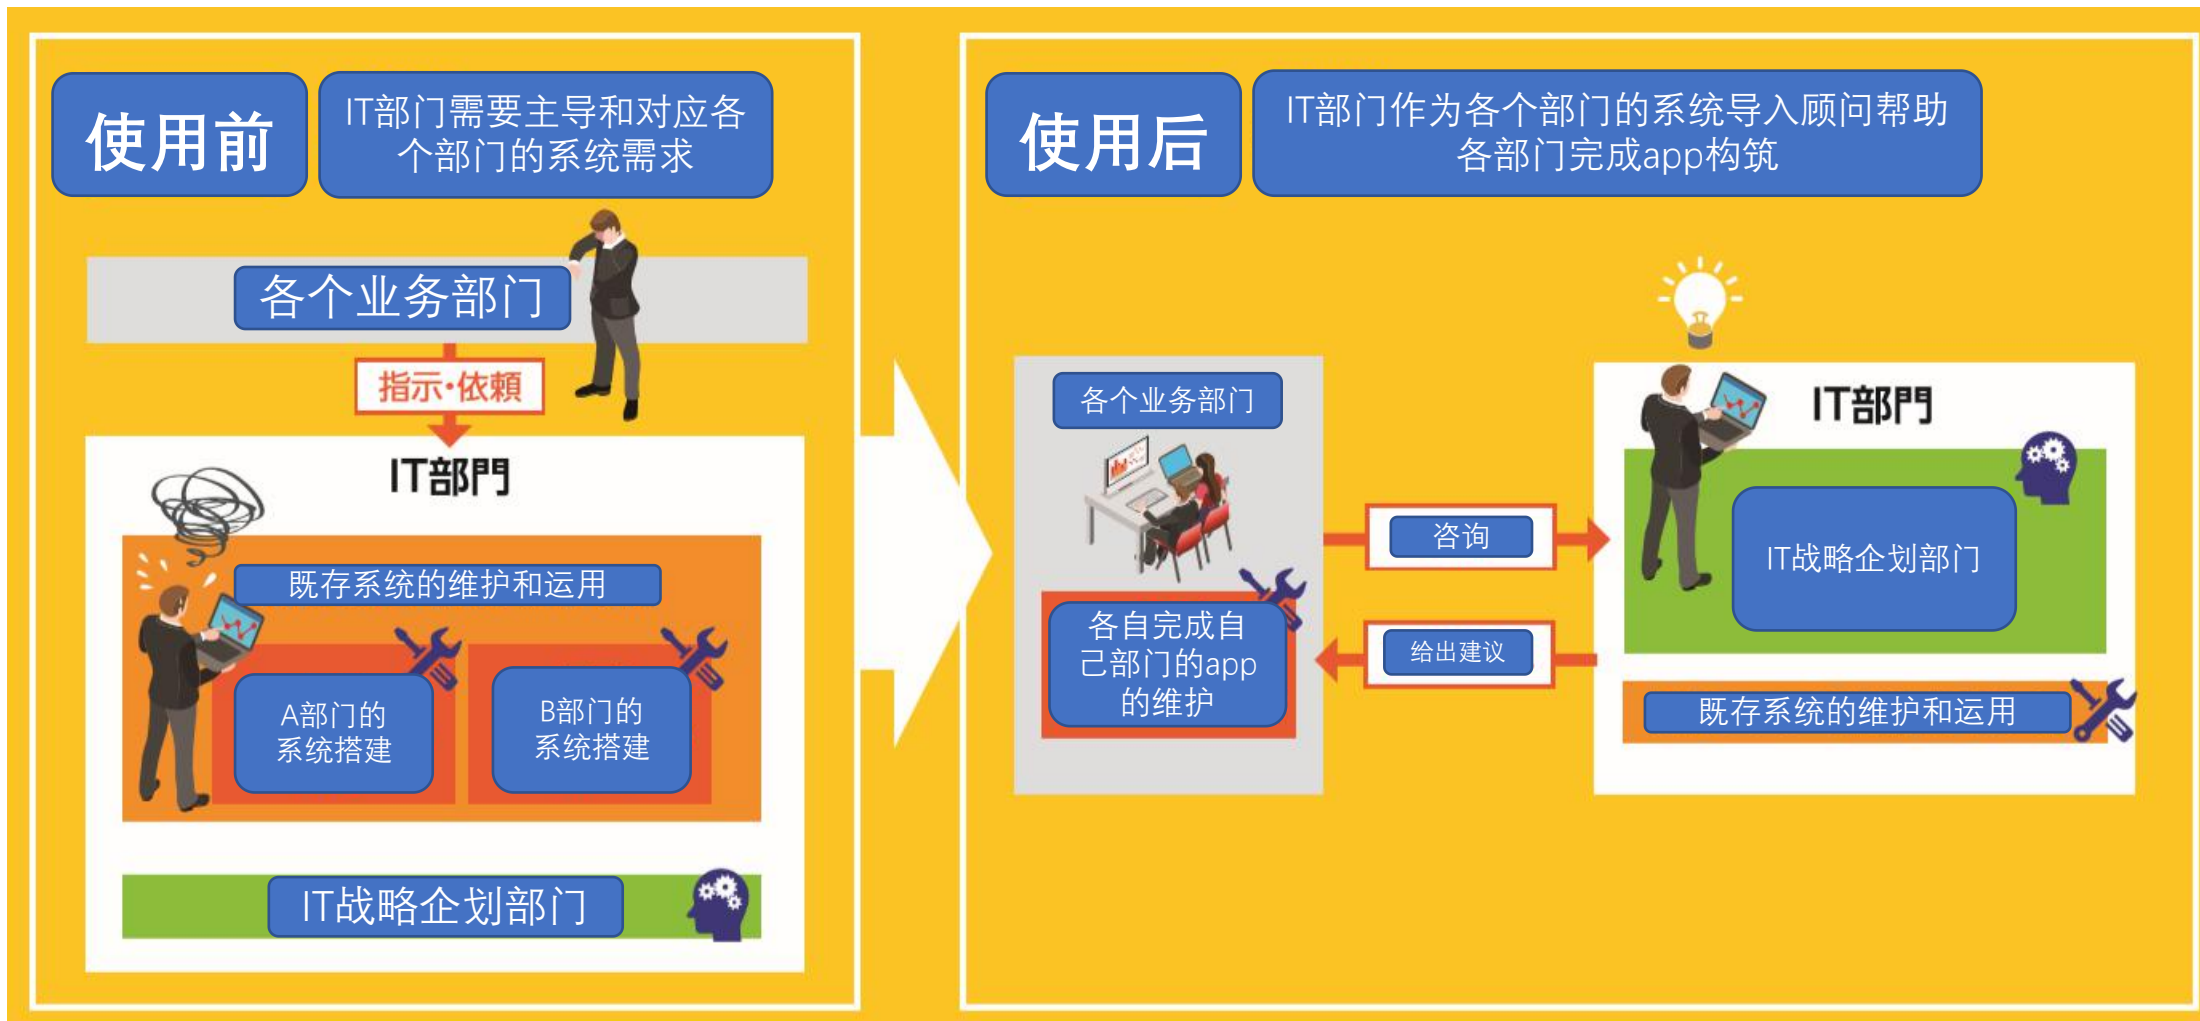 使用前
IT部门需要主导和对应各
个部门的系统需求
各个业务部门
指示·依頼
IT部門
既存系统的维护和运用
A部门的
系统搭建
B部门的
系统搭建
IT战略企划部门
使用后
IT部门作为各个部门的系统导入顾问帮助
各部门完成app构筑
各个业务部门
各自完成自
己部门的app
的维护
咨询
给出建议
IT部門
IT战略企划部门
既存系统的维护和运用